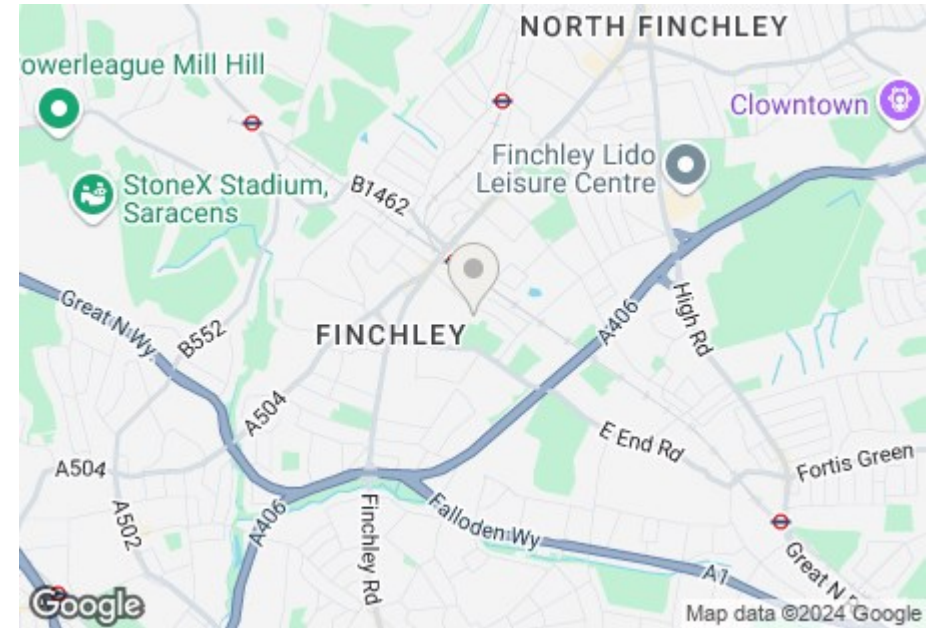 NORTH FINCHLEY
owerleague Mill Hill
Clowntown
StoneX Stadium,
Saracens
Finchley Lido
Leisure Centre
B1462
Great N Wy
B552
FINCHLEY
A406
High Rd
A504
E End Rd
A504
Fortis Green
A502
A406
Finchley Rd
Falloden Wy
A1
Great N
Google
Map data ©2024 Google